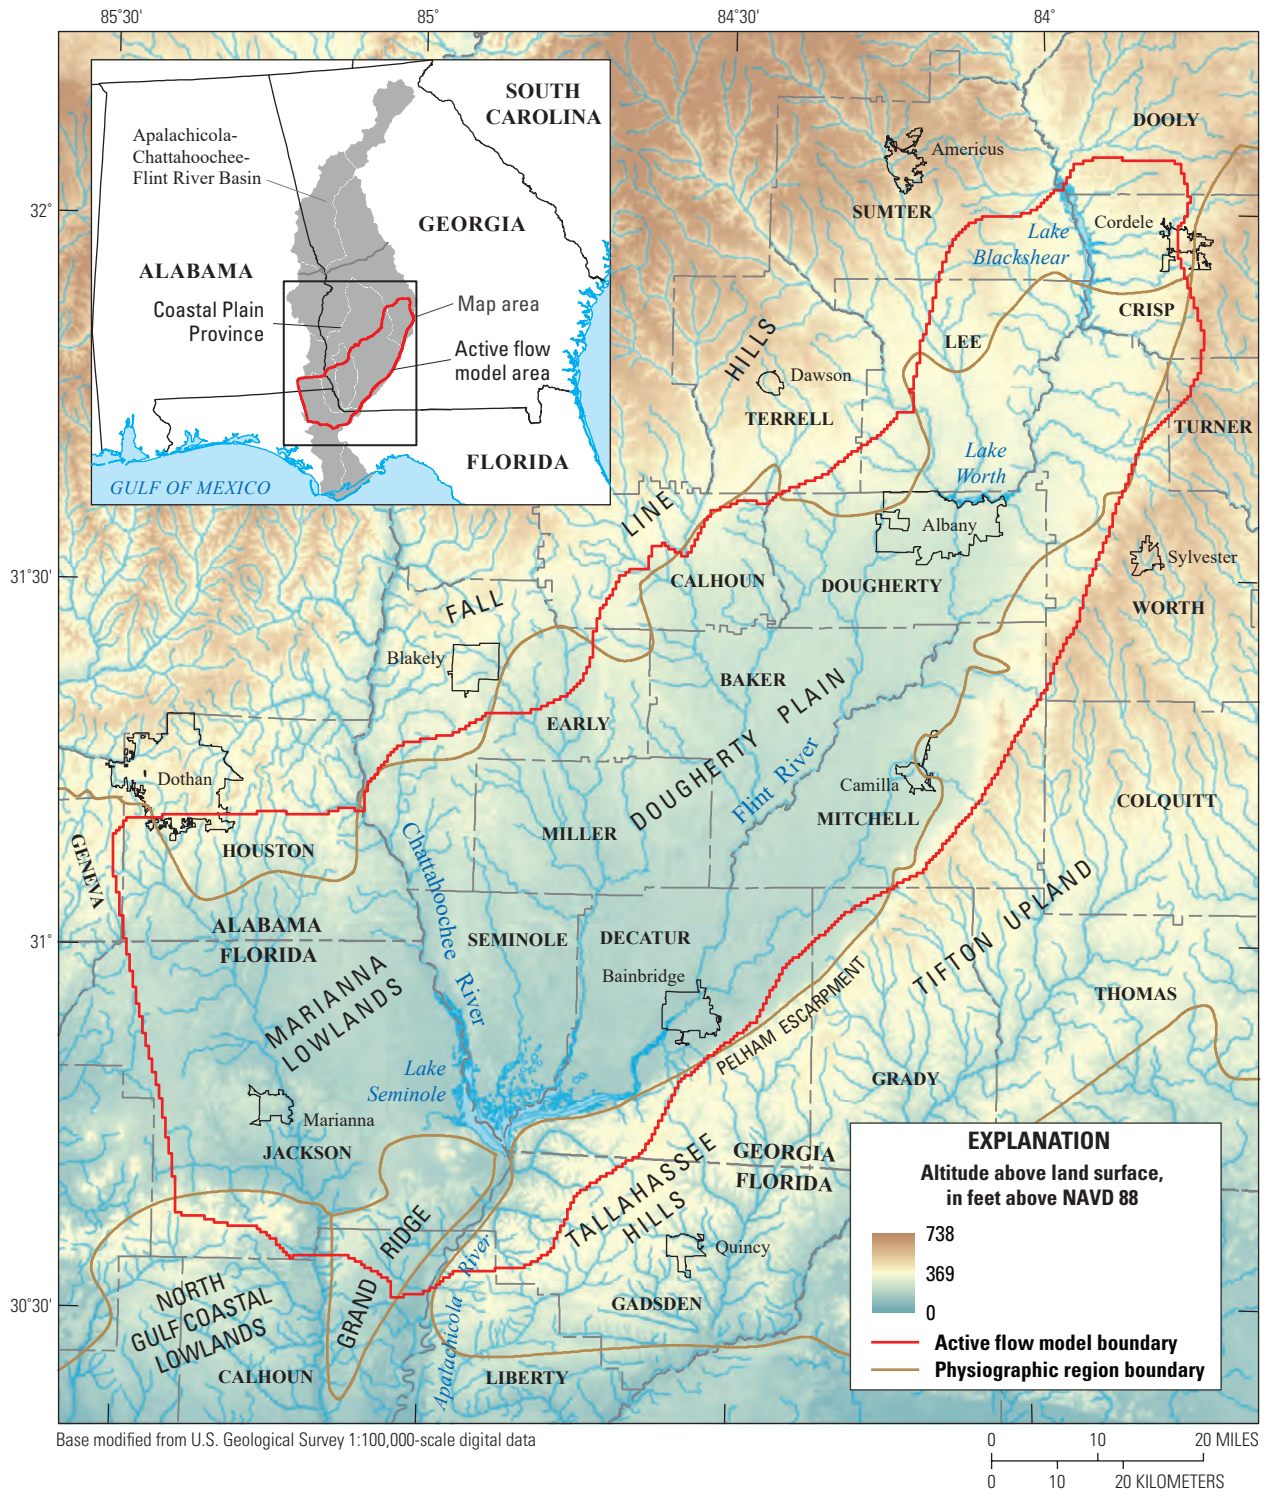 85°30'
85°
84°30'
84°
32°
31°30'
31°
30°30'
SOUTH
CAROLINA
Apalachicola-
Chattahoochee-
Flint River Basin
GEORGIA
ALABAMA
Coastal Plain
Province
Map area
Active flow
model area
FLORIDA
GULF OF MEXICO
DOOLY
Americus
SUMTER
Cordele
Lake
Blackshear
CRISP
LEE
FALL LINE HILLS
Dawson
TERRELL
TURNER
Lake
Worth
Albany
Sylvester
CALHOUN
DOUGHERTY
WORTH
Blakely
BAKER
EARLY
DOUGHERTY PLAIN
Flint River
Dothan
Camilla
COLQUITT
MITCHELL
MILLER
HOUSTON
GENEVA
Chattahoochee River
ALABAMA
FLORIDA
SEMINOLE
DECATUR
Bainbridge
TIFTON UPLAND
MARIANNA
LOWLANDS
PELHAM ESCARPMENT
THOMAS
Lake
Seminole
GRADY
Marianna
JACKSON
GEORGIA
FLORIDA
TALLAHASSEE
HILLS
GRAND RIDGE
Quincy
Apalachicola River
NORTH
GULF COASTAL
LOWLANDS
GADSDEN
CALHOUN
LIBERTY
EXPLANATION
Altitude above land surface,
in feet above NAVD 88
738
369
0
Active flow model boundary
Physiographic region boundary
Base modified from U.S. Geological Survey 1:100,000-scale digital data
0 10 20 MILES
0 10 20 KILOMETERS